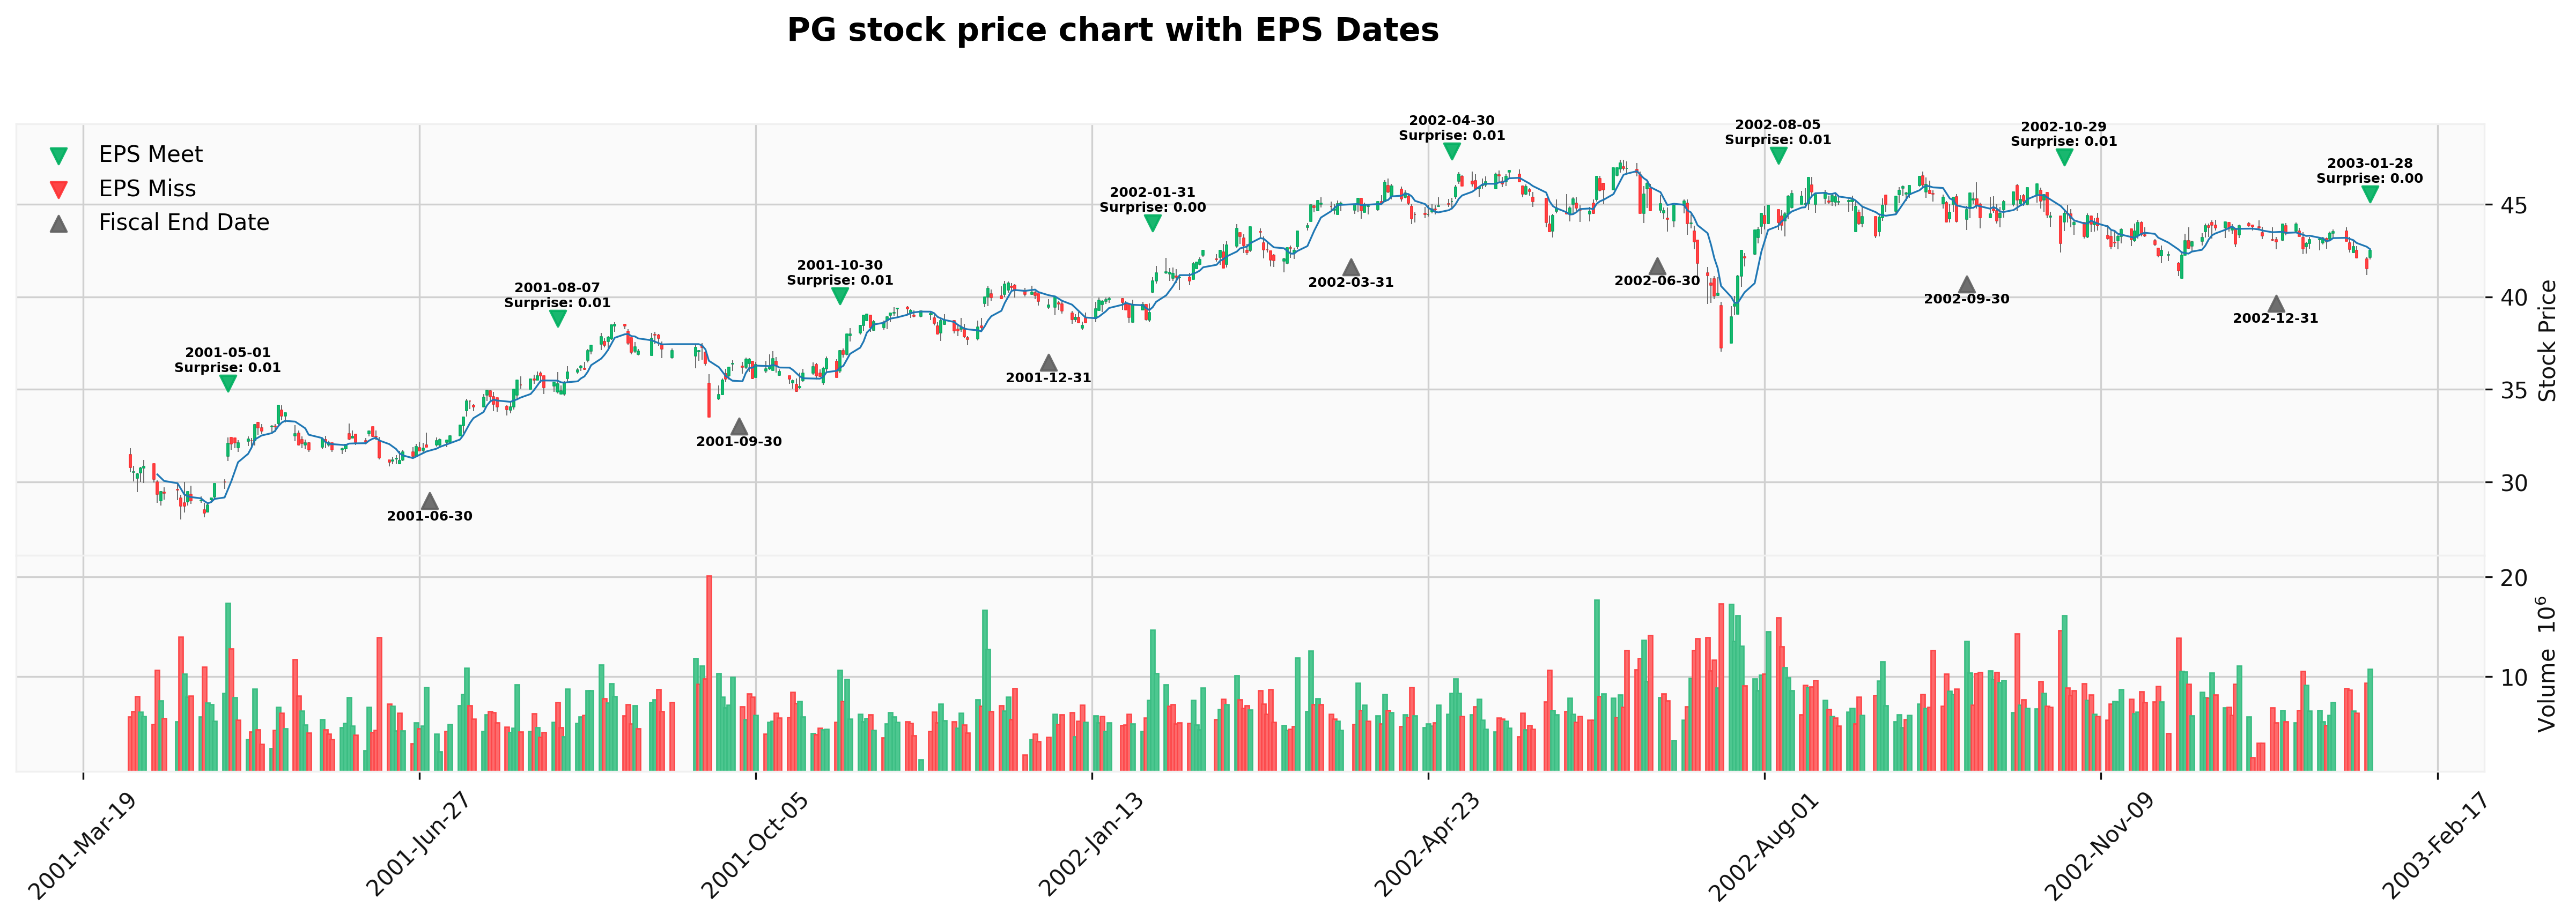 PG stock price chart with EPS Dates
EPS Meet
EPS Miss
Fiscal End Date
2001-05-01
Surprise: 0.01
2001-06-30
2001-08-07
Surprise: 0.01
2001-09-30
2001-10-30
Surprise: 0.01
2001-12-31
2002-01-31
Surprise: 0.00
2002-03-31
2002-04-30
Surprise: 0.01
2002-06-30
2002-08-05
Surprise: 0.01
2002-09-30
2002-10-29
Surprise: 0.01
2002-12-31
2003-01-28
Surprise: 0.00
45
40
35
30
Stock Price
20
10
Volume 10⁶
2001-Mar-19
2001-Jun-27
2001-Oct-05
2002-Jan-13
2002-Apr-23
2002-Aug-01
2002-Nov-09
2003-Feb-17